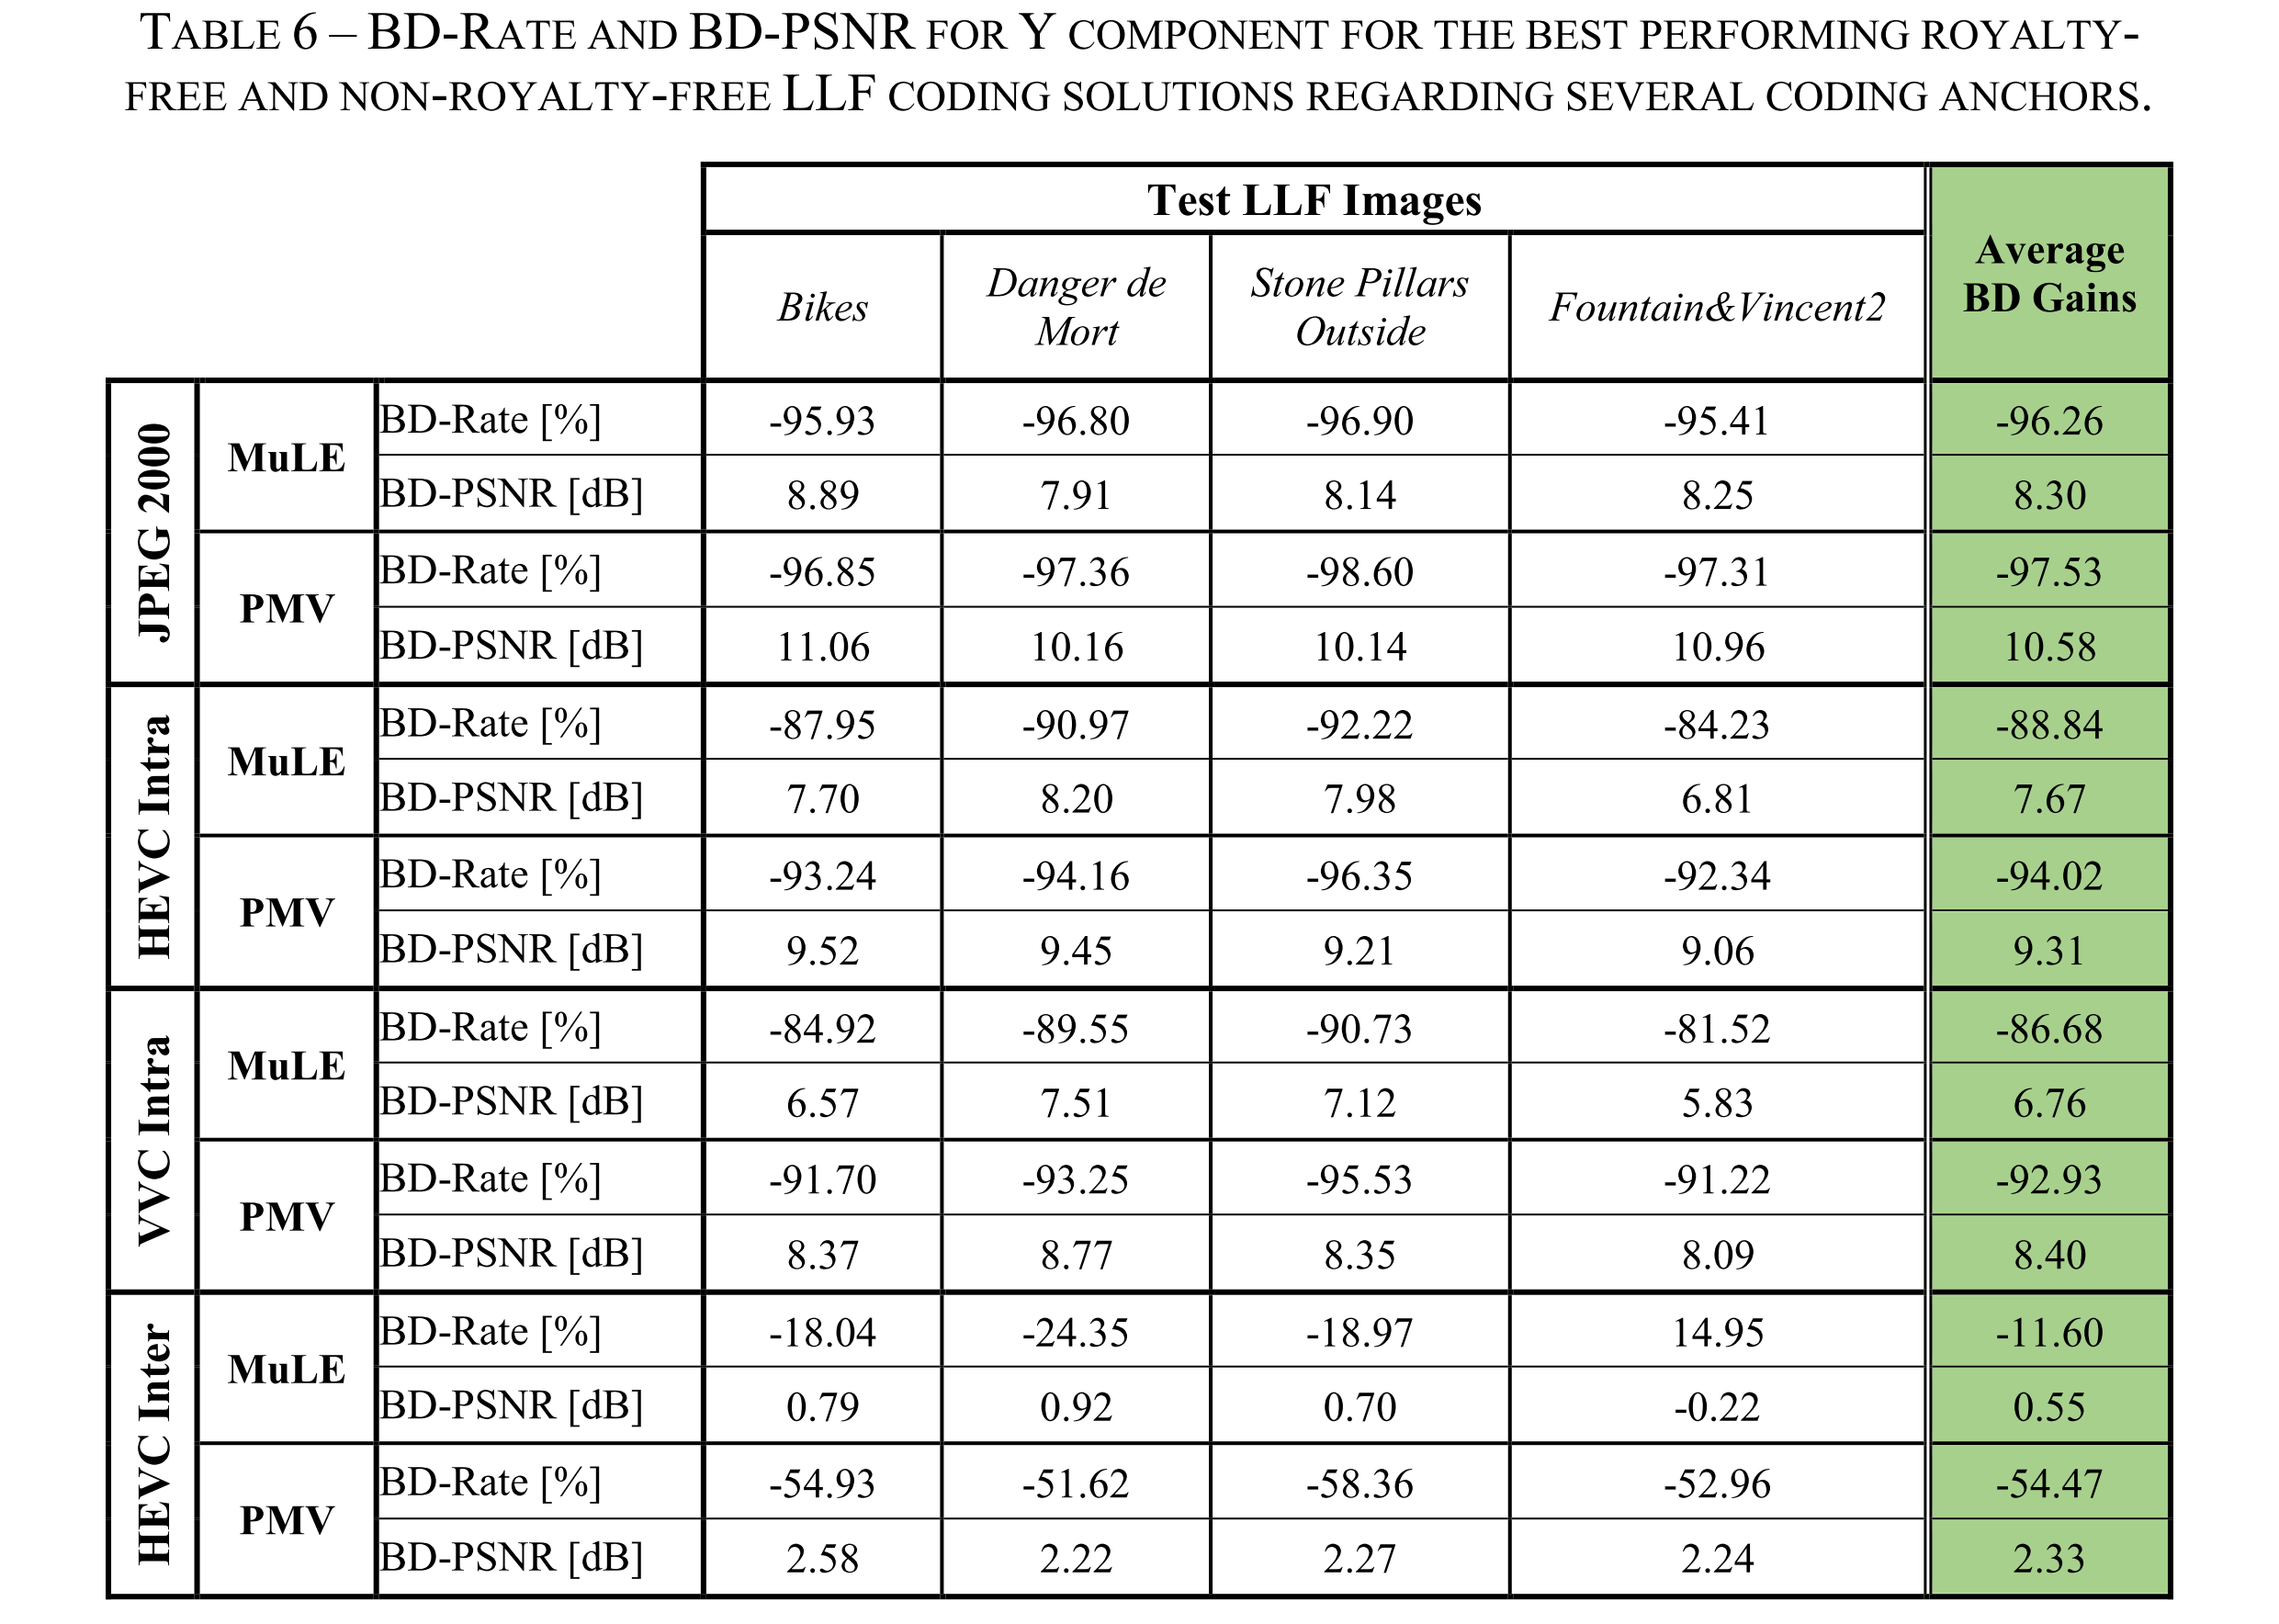 TABLE 6 – BD-RATE AND BD-PSNR FOR Y COMPONENT FOR THE BEST PERFORMING ROYALTY-
FREE AND NON-ROYALTY-FREE LLF CODING SOLUTIONS REGARDING SEVERAL CODING ANCHORS.
Test LLF Images
Average
BD Gains
Bikes
Danger de
Mort
Stone Pillars
Outside
Fountain&Vincent2
JPEG 2000
MuLE
BD-Rate [%] -95.93 -96.80 -96.90 -95.41 -96.26
BD-PSNR [dB] 8.89 7.91 8.14 8.25 8.30
PMV
BD-Rate [%] -96.85 -97.36 -98.60 -97.31 -97.53
BD-PSNR [dB] 11.06 10.16 10.14 10.96 10.58
HEVC Intra
MuLE
BD-Rate [%] -87.95 -90.97 -92.22 -84.23 -88.84
BD-PSNR [dB] 7.70 8.20 7.98 6.81 7.67
PMV
BD-Rate [%] -93.24 -94.16 -96.35 -92.34 -94.02
BD-PSNR [dB] 9.52 9.45 9.21 9.06 9.31
VVC Intra
MuLE
BD-Rate [%] -84.92 -89.55 -90.73 -81.52 -86.68
BD-PSNR [dB] 6.57 7.51 7.12 5.83 6.76
PMV
BD-Rate [%] -91.70 -93.25 -95.53 -91.22 -92.93
BD-PSNR [dB] 8.37 8.77 8.35 8.09 8.40
HEVC Inter
MuLE
BD-Rate [%] -18.04 -24.35 -18.97 14.95 -11.60
BD-PSNR [dB] 0.79 0.92 0.70 -0.22 0.55
PMV
BD-Rate [%] -54.93 -51.62 -58.36 -52.96 -54.47
BD-PSNR [dB] 2.58 2.22 2.27 2.24 2.33